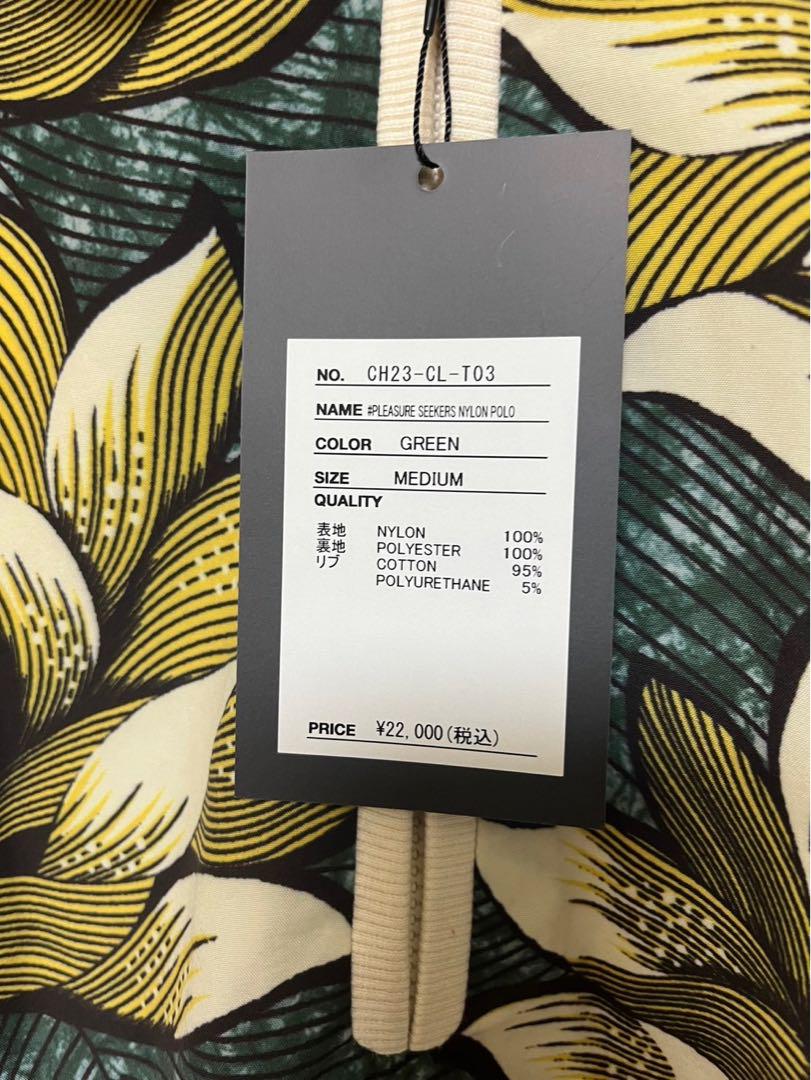 NO. CH23-CL-T03
NAME #PLEASURE SEEKERS NYLON POLO
COLOR GREEN
SIZE MEDIUM
QUALITY
表地 NYLON 100%
裏地 POLYESTER 100%
リブ COTTON 95%
POLYURETHANE 5%
PRICE ¥22,000(税込)